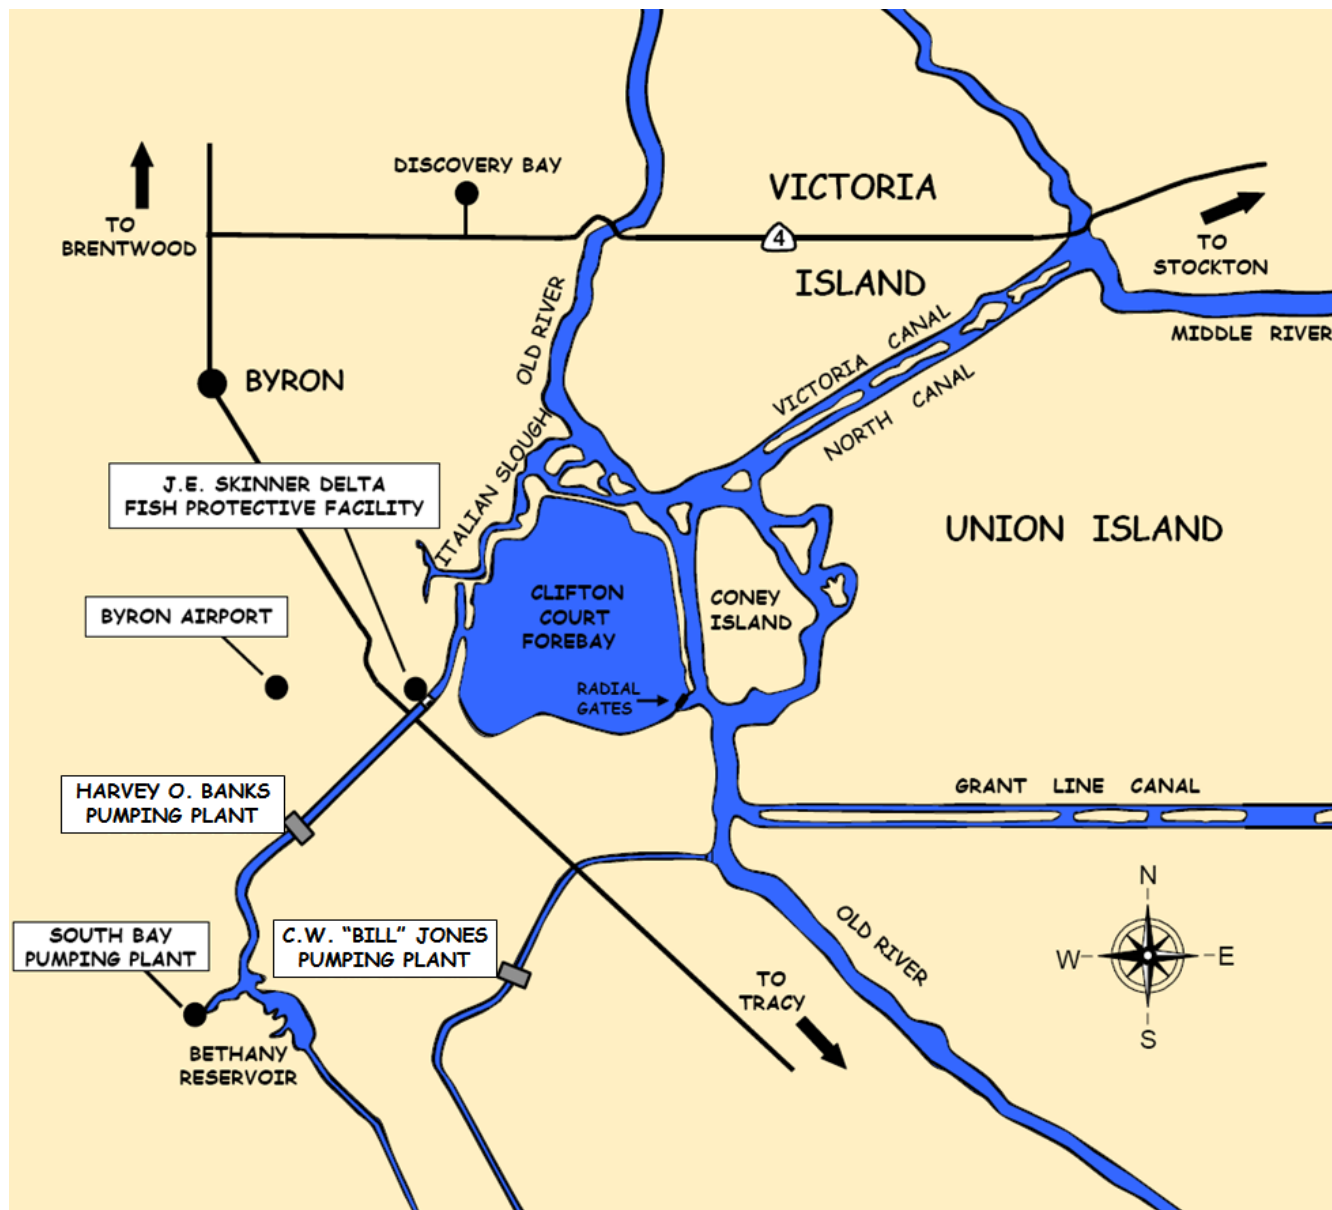 DISCOVERY BAY
VICTORIA
ISLAND
4
TO
BRENTWOOD
TO
STOCKTON
MIDDLE RIVER
OLD RIVER
VICTORIA CANAL
NORTH CANAL
BYRON
ITALIAN SLOUGH
J.E. SKINNER DELTA
FISH PROTECTIVE FACILITY
UNION ISLAND
CLIFTON
COURT
FOREBAY
CONEY
ISLAND
BYRON AIRPORT
RADIAL
GATES
HARVEY O. BANKS
PUMPING PLANT
GRANT LINE CANAL
SOUTH BAY
PUMPING PLANT
C.W. “BILL” JONES
PUMPING PLANT
OLD RIVER
TO
TRACY
BETHANY
RESERVOIR
N
W
E
S